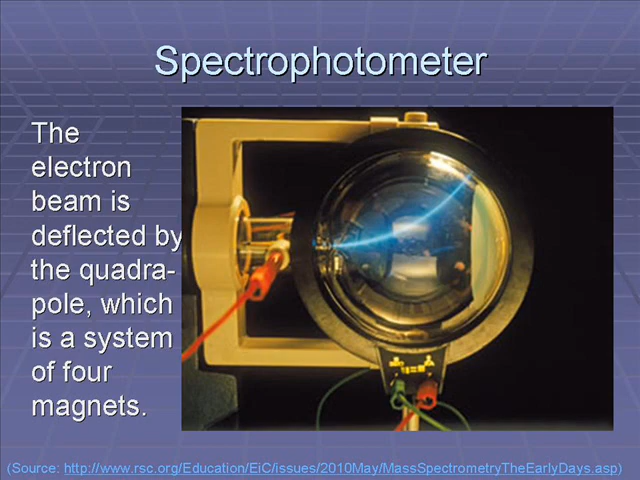 Spectrophotometer
The
electron
beam is
deflected by
the quadra-
pole, which
is a system
of four
magnets.
(Source: http://www.rsc.org/Education/EiC/issues/2010May/MassSpectrometryTheEarlyDays.asp)